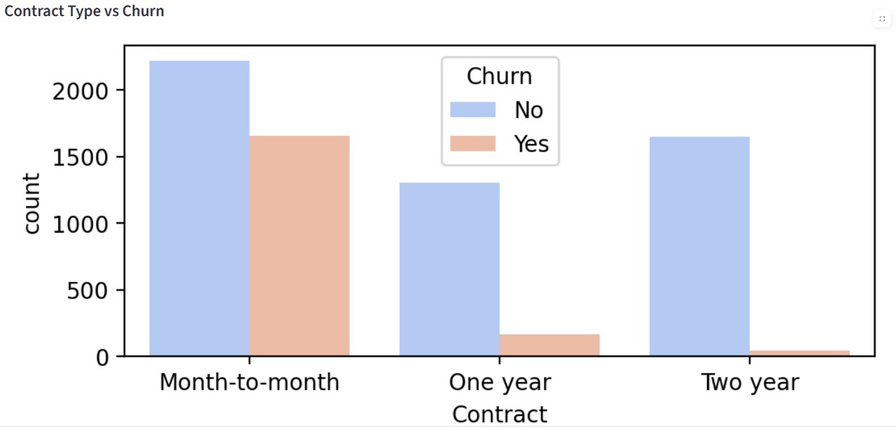 Contract Type vs Churn
Churn
No
Yes
2000
1500
1000
500
0
count
Month-to-month
One year
Two year
Contract